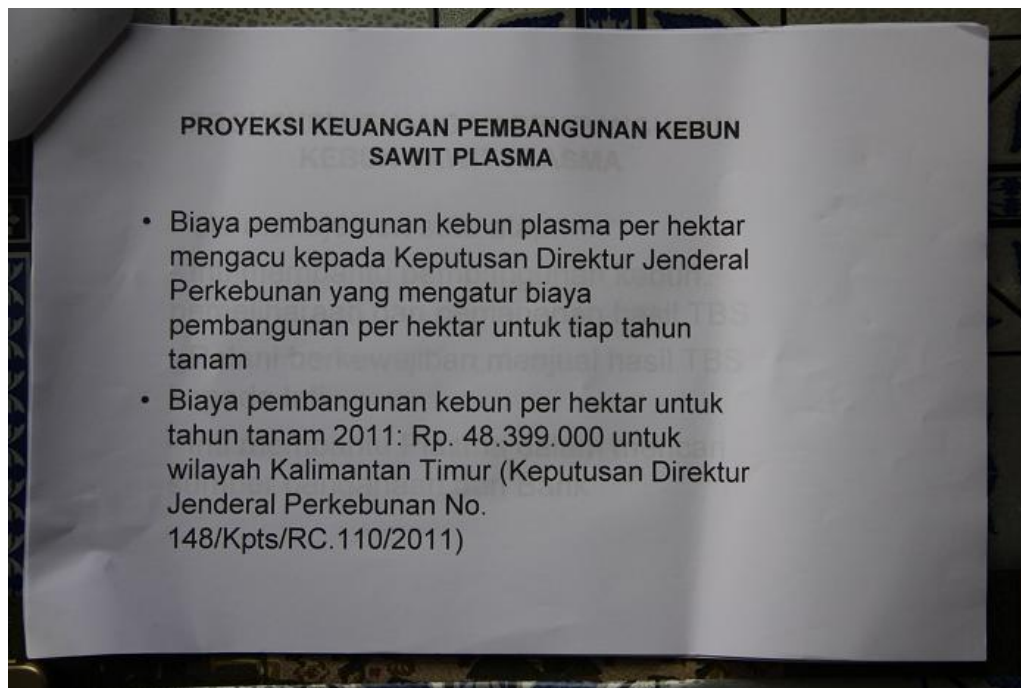 PROYEKSI KEUANGAN PEMBANGUNAN KEBUN
SAWIT PLASMA
• Biaya pembangunan kebun plasma per hektar
mengacu kepada Keputusan Direktur Jenderal
Perkebunan yang mengatur biaya
pembangunan per hektar untuk tiap tahun
tanam
• Biaya pembangunan kebun per hektar untuk
tahun tanam 2011: Rp. 48.399.000 untuk
wilayah Kalimantan Timur (Keputusan Direktur
Jenderal Perkebunan No.
148/Kpts/RC.110/2011)